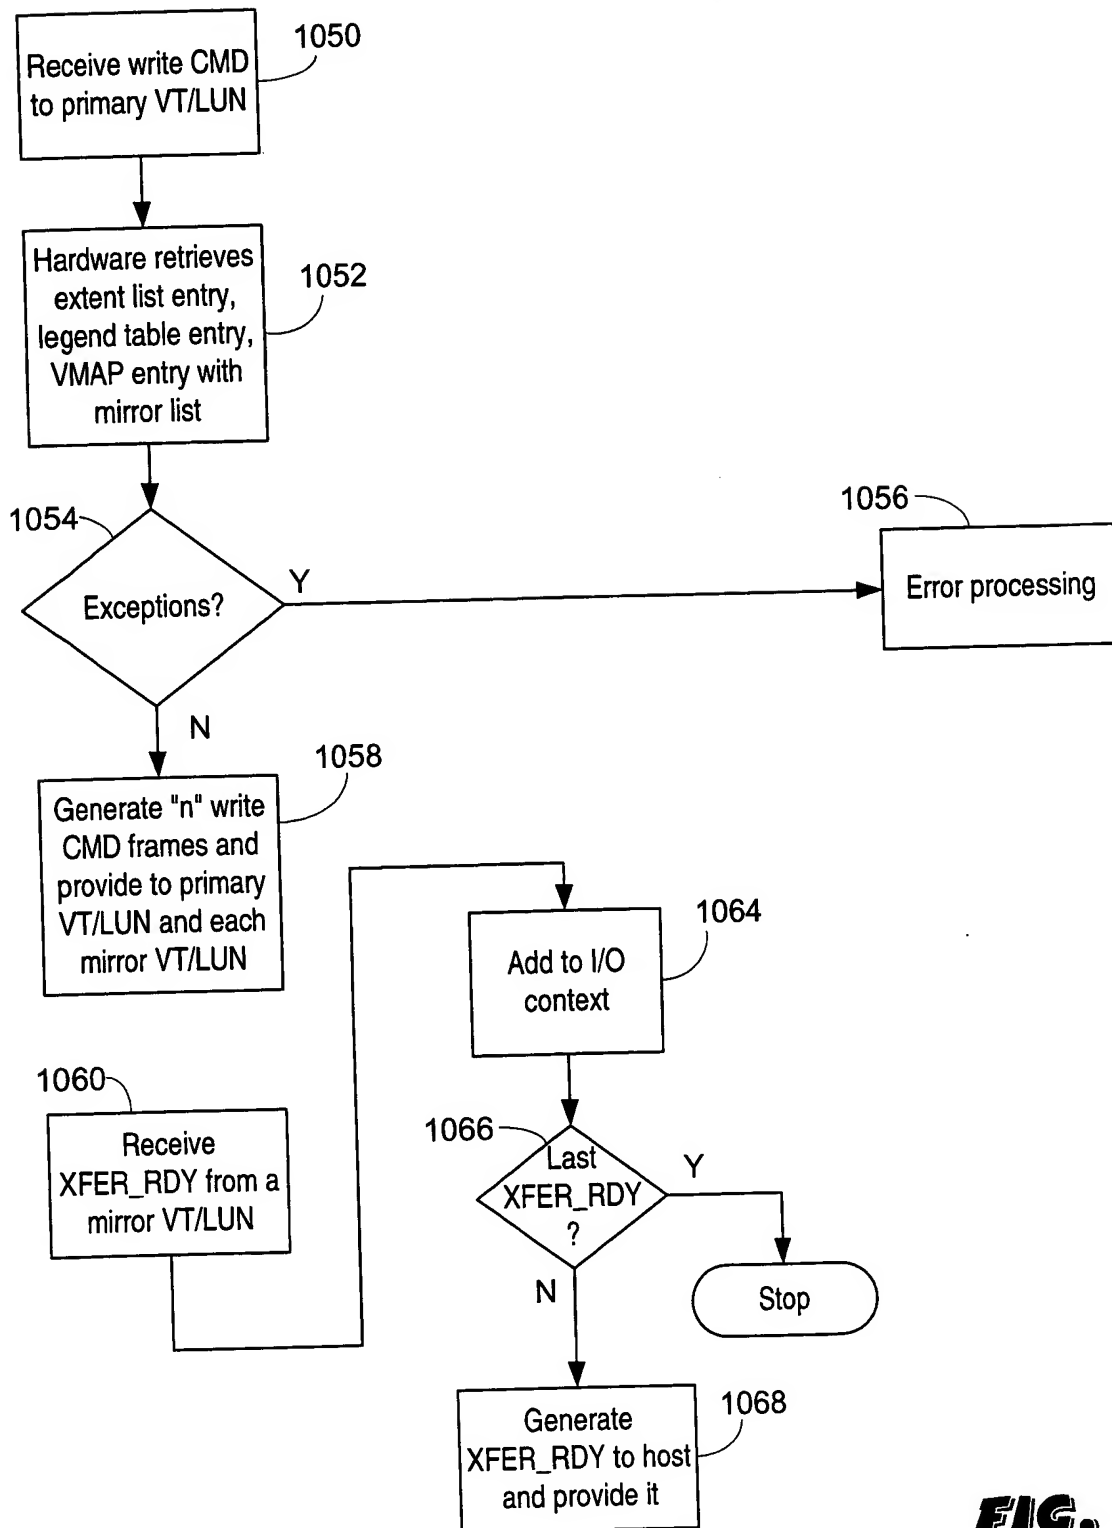 1050
Receive write CMD
to primary VT/LUN
1052
Hardware retrieves
extent list entry,
legend table entry,
VMAP entry with
mirror list
1054
Exceptions?
Y
1056
Error processing
N
1058
Generate "n" write
CMD frames and
provide to primary
VT/LUN and each
mirror VT/LUN
1064
Add to I/O
context
1060
Receive
XFER_RDY from a
mirror VT/LUN
1066
Last
XFER_RDY
?
Y
Stop
N
1068
Generate
XFER_RDY to host
and provide it
FIG.